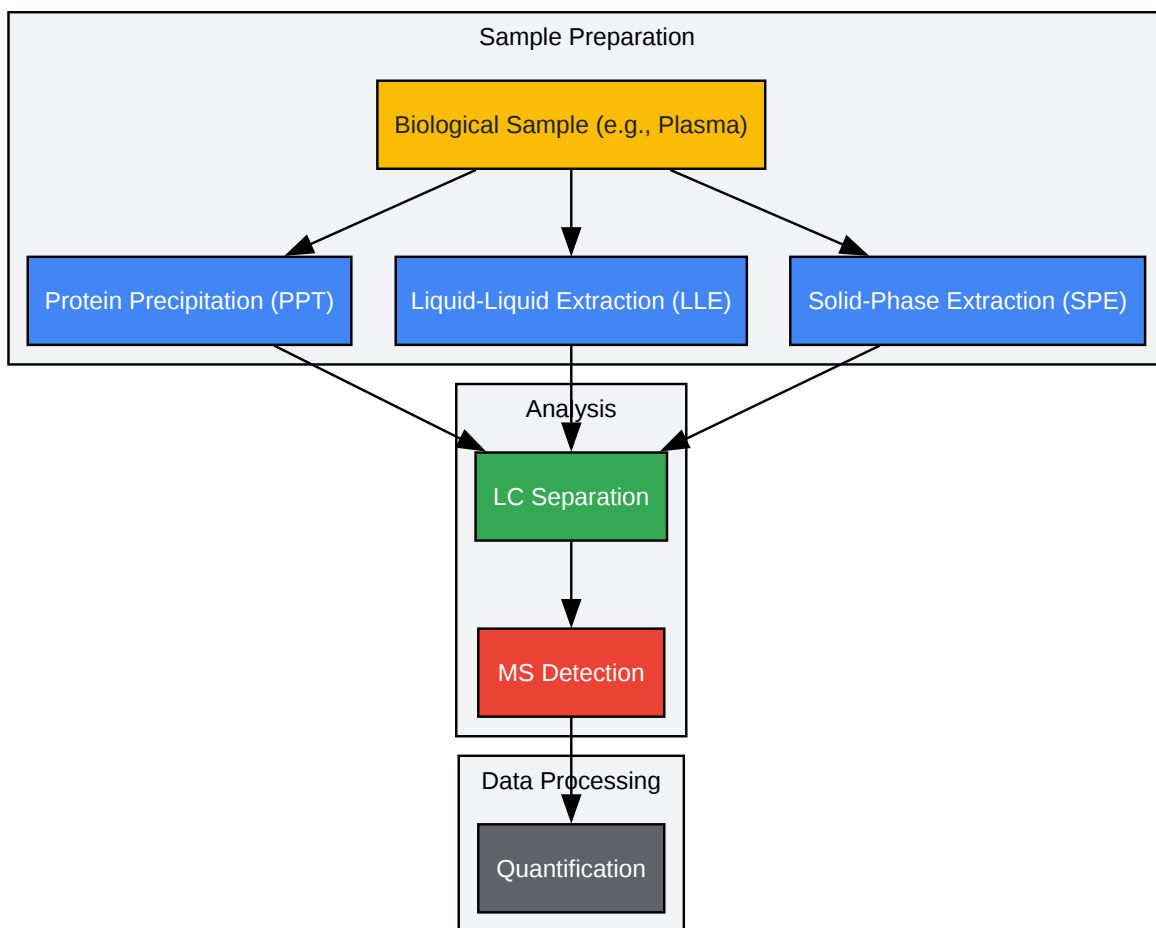 Sample Preparation
Biological Sample (e.g., Plasma)
Protein Precipitation (PPT)
Liquid-Liquid Extraction (LLE)
Solid-Phase Extraction (SPE)
Analysis
LC Separation
MS Detection
Data Processing
Quantification